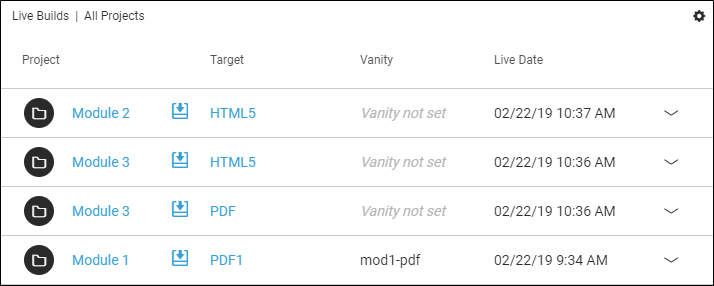 Live Builds | All Projects
Project Target Vanity Live Date
Module 2 HTML5 Vanity not set 02/22/19 10:37 AM
Module 3 HTML5 Vanity not set 02/22/19 10:36 AM
Module 3 PDF Vanity not set 02/22/19 10:36 AM
Module 1 PDF1 mod1-pdf 02/22/19 9:34 AM